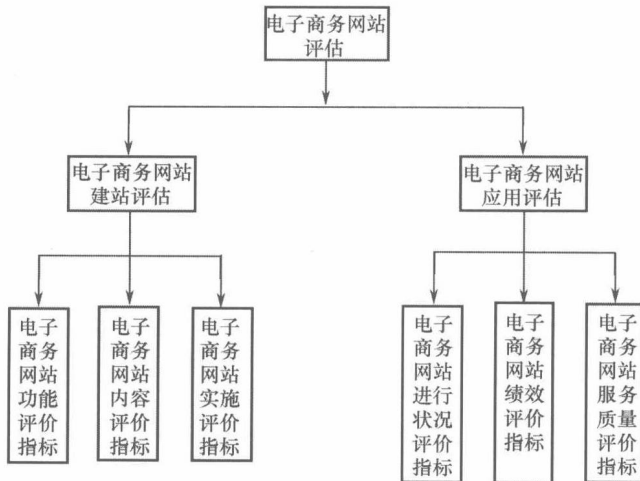 电子商务网站
评估
电子商务网站
建站评估
电子商务网站
应用评估
电子
商务
网站
功能
评价
指标
电子
商务
网站
内容
评价
指标
电子
商务
网站
实施
评价
指标
电子
商务
网站
进行
状况
评价
指标
电子
商务
网站
绩效
评价
指标
电子
商务
网站
服务
质量
评价
指标